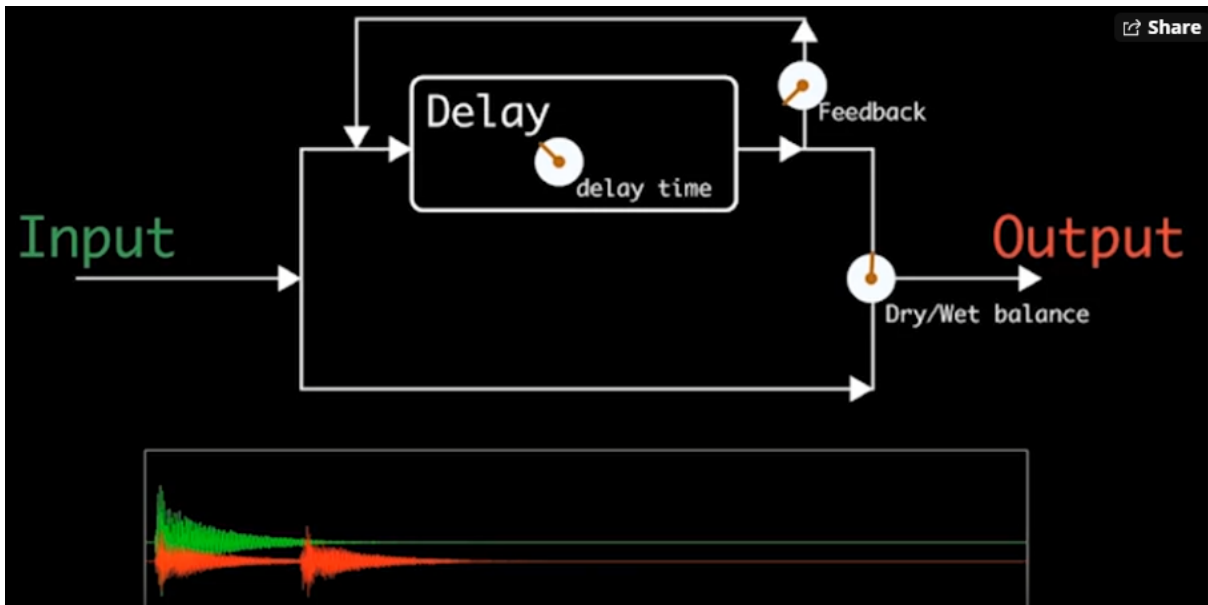 Share
Delay
Feedback
delay time
Input
Output
Dry/Wet balance